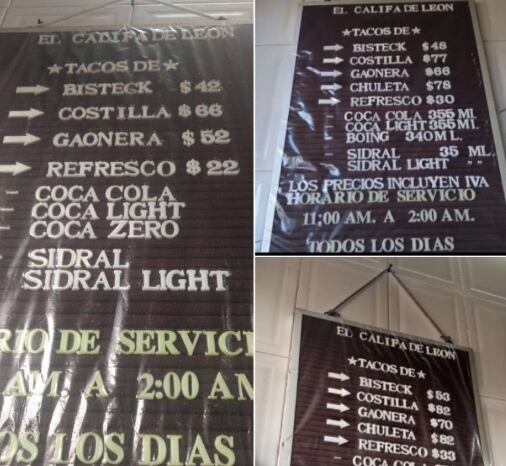 EL CALIFA DE LEON
★TACOS DE★
BISTECK $42
COSTILLA $66
GAONERA $52
REFRESCO $22
- COCA COLA
- COCA LIGHT
- COCA ZERO
- SIDRAL
- SIDRAL LIGHT
RIO DE SERVICI
AM. A 2:00 AM
OS LOS DIAS
EL CALIFA DE LEON
★TACOS DE★
BISTECK $48
COSTILLA $77
GAONERA $66
CHULETA $78
REFRESCO $30
- COCA COLA 355 ML
- COCA LIGHT 355 ML.
- BOING 340 ML.
- SIDRAL 35 ML
- SIDRAL LIGHT " "
LOS PRECIOS INCLUYEN IVA
HORARIO DE SERVICIO
11:00 AM. A 2:00 AM.
TODOS LOS DIAS
EL CALIFA DE LEON
★TACOS DE★
BISTECK $53
COSTILLA $82
GAONERA $70
CHULETA $82
REFRESCO $33
- COCA COLA